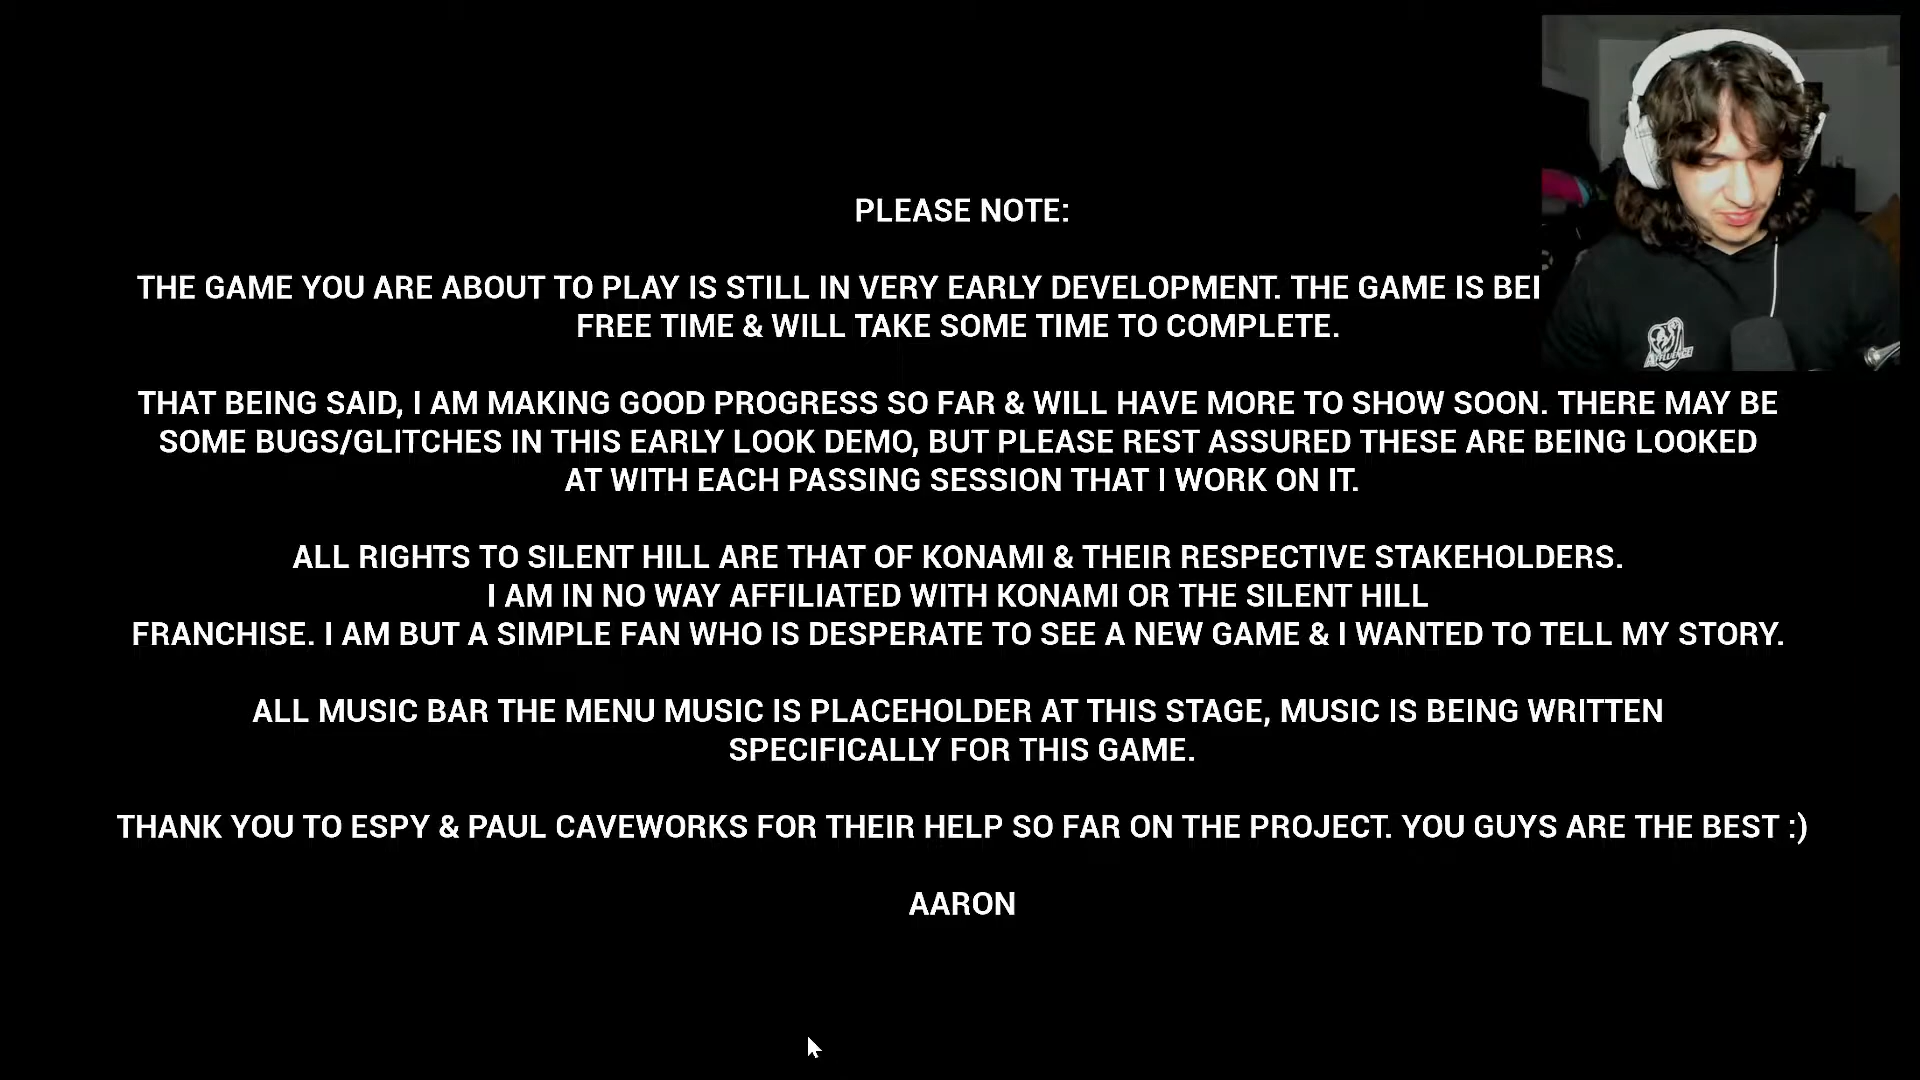 PLEASE NOTE:
THE GAME YOU ARE ABOUT TO PLAY IS STILL IN VERY EARLY DEVELOPMENT. THE GAME IS
FREE TIME & WILL TAKE SOME TIME TO COMPLETE.
THAT BEING SAID, I AM MAKING GOOD PROGRESS SO FAR & WILL HAVE MORE TO SHOW SOON. THERE MAY BE
SOME BUGS/GLITCHES IN THIS EARLY LOOK DEMO, BUT PLEASE REST ASSURED THESE ARE BEING LOOKED
AT WITH EACH PASSING SESSION THAT I WORK ON IT.
ALL RIGHTS TO SILENT HILL ARE THAT OF KONAMI & THEIR RESPECTIVE STAKEHOLDERS.
I AM IN NO WAY AFFILIATED WITH KONAMI OR THE SILENT HILL
FRANCHISE. I AM BUT A SIMPLE FAN WHO IS DESPERATE TO SEE A NEW GAME & I WANTED TO TELL MY STORY.
ALL MUSIC BAR THE MENU MUSIC IS PLACEHOLDER AT THIS STAGE, MUSIC IS BEING WRITTEN
SPECIFICALLY FOR THIS GAME.
THANK YOU TO ESPY & PAUL CAVEWORKS FOR THEIR HELP SO FAR ON THE PROJECT. YOU GUYS ARE THE BEST :)
AARON